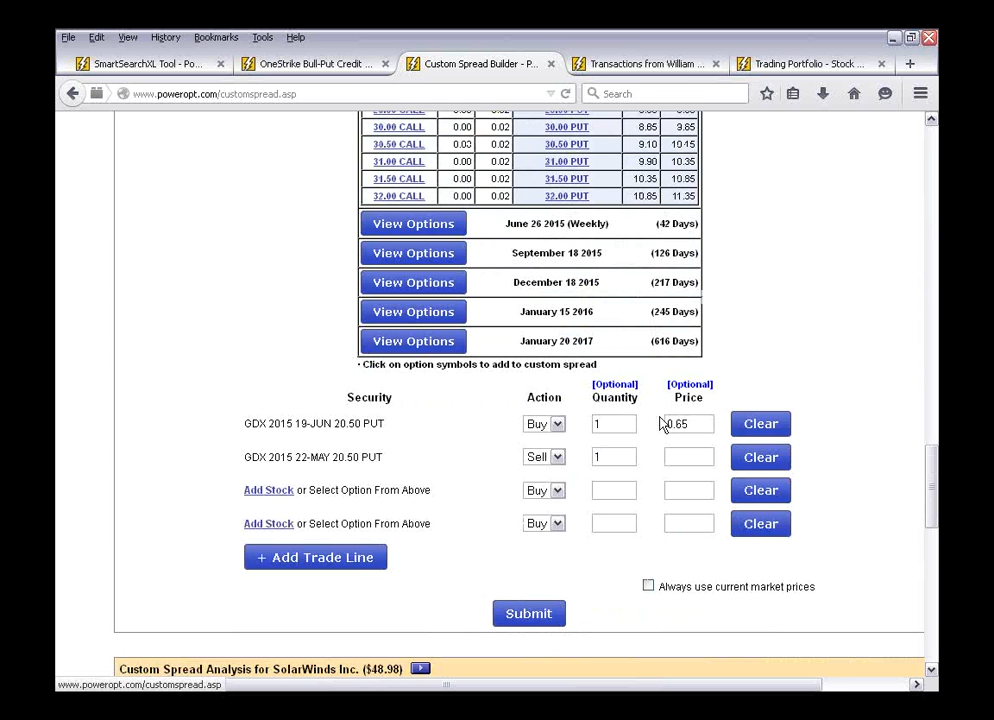 File Edit View History Bookmarks Tools Help
SmartSearchXL Tool - Po... × OneStrike Bull-Put Credit ... × Custom Spread Builder - P... × Transactions from William ... × Trading Portfolio - Stock ... × +
www.poweropt.com/customspread.asp Search
30.00 CALL 0.00 0.02 30.00 PUT 8.65 9.65
30.50 CALL 0.00 0.02 30.50 PUT 9.10 10.15
31.00 CALL 0.00 0.02 31.00 PUT 9.90 10.35
31.50 CALL 0.00 0.02 31.50 PUT 10.35 10.85
32.00 CALL 0.00 0.02 32.00 PUT 10.85 11.35
View Options June 26 2015 (Weekly) (42 Days)
View Options September 18 2015 (126 Days)
View Options December 18 2015 (217 Days)
View Options January 15 2016 (245 Days)
View Options January 20 2017 (616 Days)
· Click on option symbols to add to custom spread
[Optional] [Optional]
Security Action Quantity Price
GDX 2015 19-JUN 20.50 PUT Buy 1 0.65 Clear
GDX 2015 22-MAY 20.50 PUT Sell 1 Clear
Add Stock or Select Option From Above Buy Clear
Add Stock or Select Option From Above Buy Clear
+ Add Trade Line
Always use current market prices
Submit
Custom Spread Analysis for SolarWinds Inc. ($48.98)
www.poweropt.com/customspread.asp